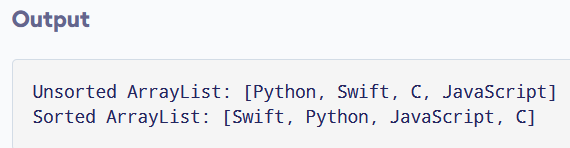 Output
Unsorted ArrayList: [Python, Swift, C, JavaScript]
Sorted ArrayList: [Swift, Python, JavaScript, C]